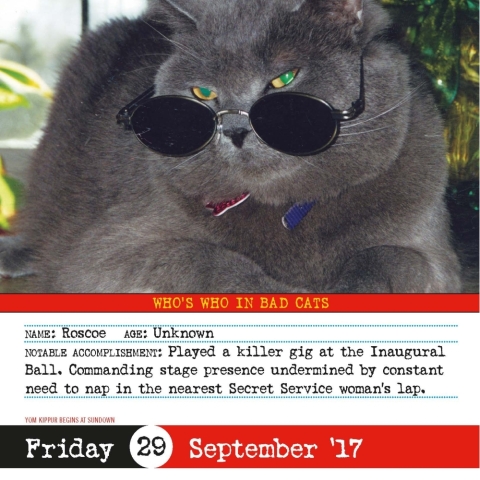 WHO'S WHO IN BAD CATS
NAME: Roscoe AGE: Unknown
NOTABLE ACCOMPLISHMENT: Played a killer gig at the Inaugural
Ball. Commanding stage presence undermined by constant
need to nap in the nearest Secret Service woman's lap.
YOM KIPPUR BEGINS AT SUNDOWN
Friday 29 September '17